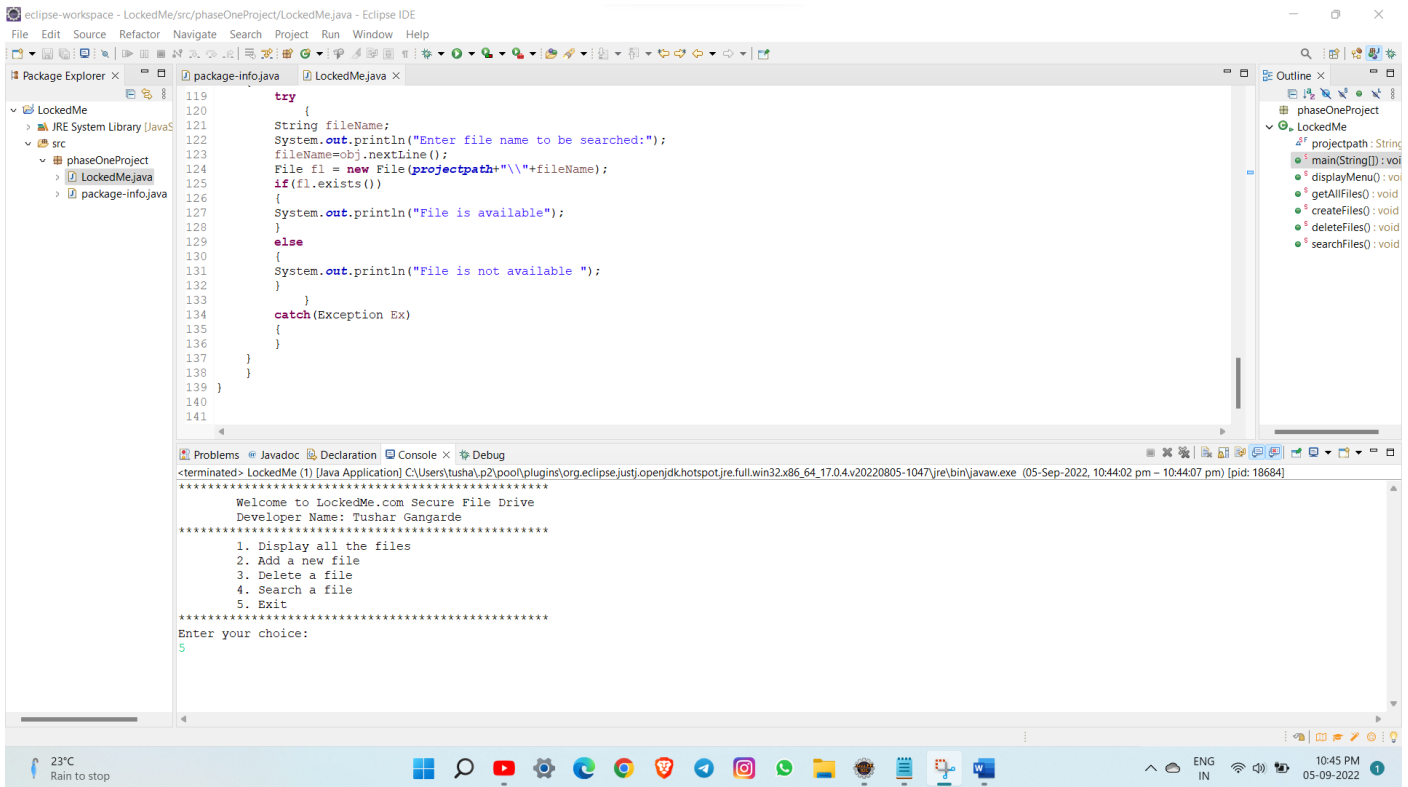 eclipse-workspace - LockedMe/src/phaseOneProject/LockedMe.java - Eclipse IDE
File Edit Source Refactor Navigate Search Project Run Window Help
Package Explorer
LockedMe
JRE System Library [JavaS
src
phaseOneProject
LockedMe.java
package-info.java
package-info.java LockedMe.java
119 try
120 {
121 String fileName;
122 System.out.println("Enter file name to be searched:");
123 fileName=obj.nextLine();
124 File fl = new File(projectpath+"\\"+fileName);
125 if(fl.exists())
126 {
127 System.out.println("File is available");
128 }
129 else
130 {
131 System.out.println("File is not available ");
132 }
133 }
134 catch(Exception Ex)
135 {
136 }
137 }
138 }
139 }
140
141
Outline
phaseOneProject
LockedMe
projectpath : String
main(String[]) : voi
displayMenu() : voi
getAllFiles() : void
createFiles() : void
deleteFiles() : void
searchFiles() : void
Problems Javadoc Declaration Console Debug
<terminated> LockedMe (1) [Java Application] C:\Users\tusha\.p2\pool\plugins\org.eclipse.justj.openjdk.hotspot.jre.full.win32.x86_64_17.0.4.v20220805-1047\jre\bin\javaw.exe (05-Sep-2022, 10:44:02 pm – 10:44:07 pm) [pid: 18684]
***************************************************
Welcome to LockedMe.com Secure File Drive
Developer Name: Tushar Gangarde
***************************************************
1. Display all the files
2. Add a new file
3. Delete a file
4. Search a file
5. Exit
***************************************************
Enter your choice:
5
23°C
Rain to stop
ENG
IN
10:45 PM
05-09-2022
1